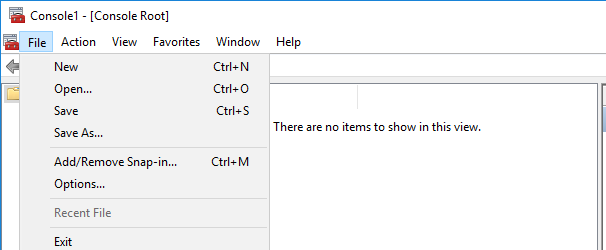 Console1 - [Console Root]
File Action View Favorites Window Help
New Ctrl+N
Open... Ctrl+O
Save Ctrl+S
Save As...
There are no items to show in this view.
Add/Remove Snap-in... Ctrl+M
Options...
Recent File
Exit